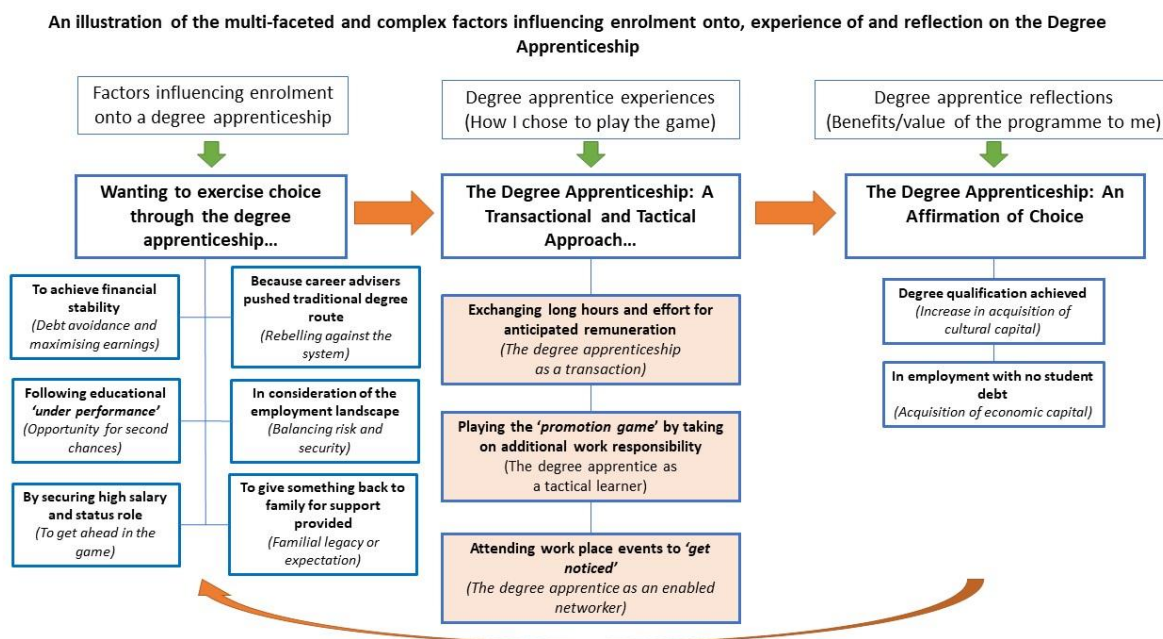 An illustration of the multi-faceted and complex factors influencing enrolment onto, experience of and reflection on the Degree
Apprenticeship
Factors influencing enrolment
onto a degree apprenticeship
Degree apprentice experiences
(How I chose to play the game)
Degree apprentice reflections
(Benefits/value of the programme to me)
Wanting to exercise choice
through the degree
apprenticeship...
The Degree Apprenticeship: A
Transactional and Tactical
Approach...
The Degree Apprenticeship: An
Affirmation of Choice
To achieve financial
stability
(Debt avoidance and
maximising earnings)
Because career advisers
pushed traditional degree
route
(Rebelling against the
system)
Following educational
‘under performance’
(Opportunity for second
chances)
In consideration of the
employment landscape
(Balancing risk and
security)
By securing high salary
and status role
(To get ahead in the
game)
To give something back to
family for support
provided
(Familial legacy or
expectation)
Exchanging long hours and effort for
anticipated remuneration
(The degree apprenticeship
as a transaction)
Playing the ‘promotion game’ by taking
on additional work responsibility
(The degree apprentice as
a tactical learner)
Attending work place events to ‘get
noticed’
(The degree apprentice as an enabled
networker)
Degree qualification achieved
(Increase in acquisition of
cultural capital)
In employment with no student
debt
(Acquisition of economic capital)